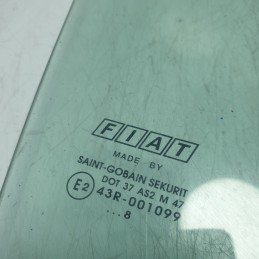 FIAT
MADE BY
SAINT-GOBAIN SEKURIT
DOT 37 AS2 M 47
E2 43R-001099
...8